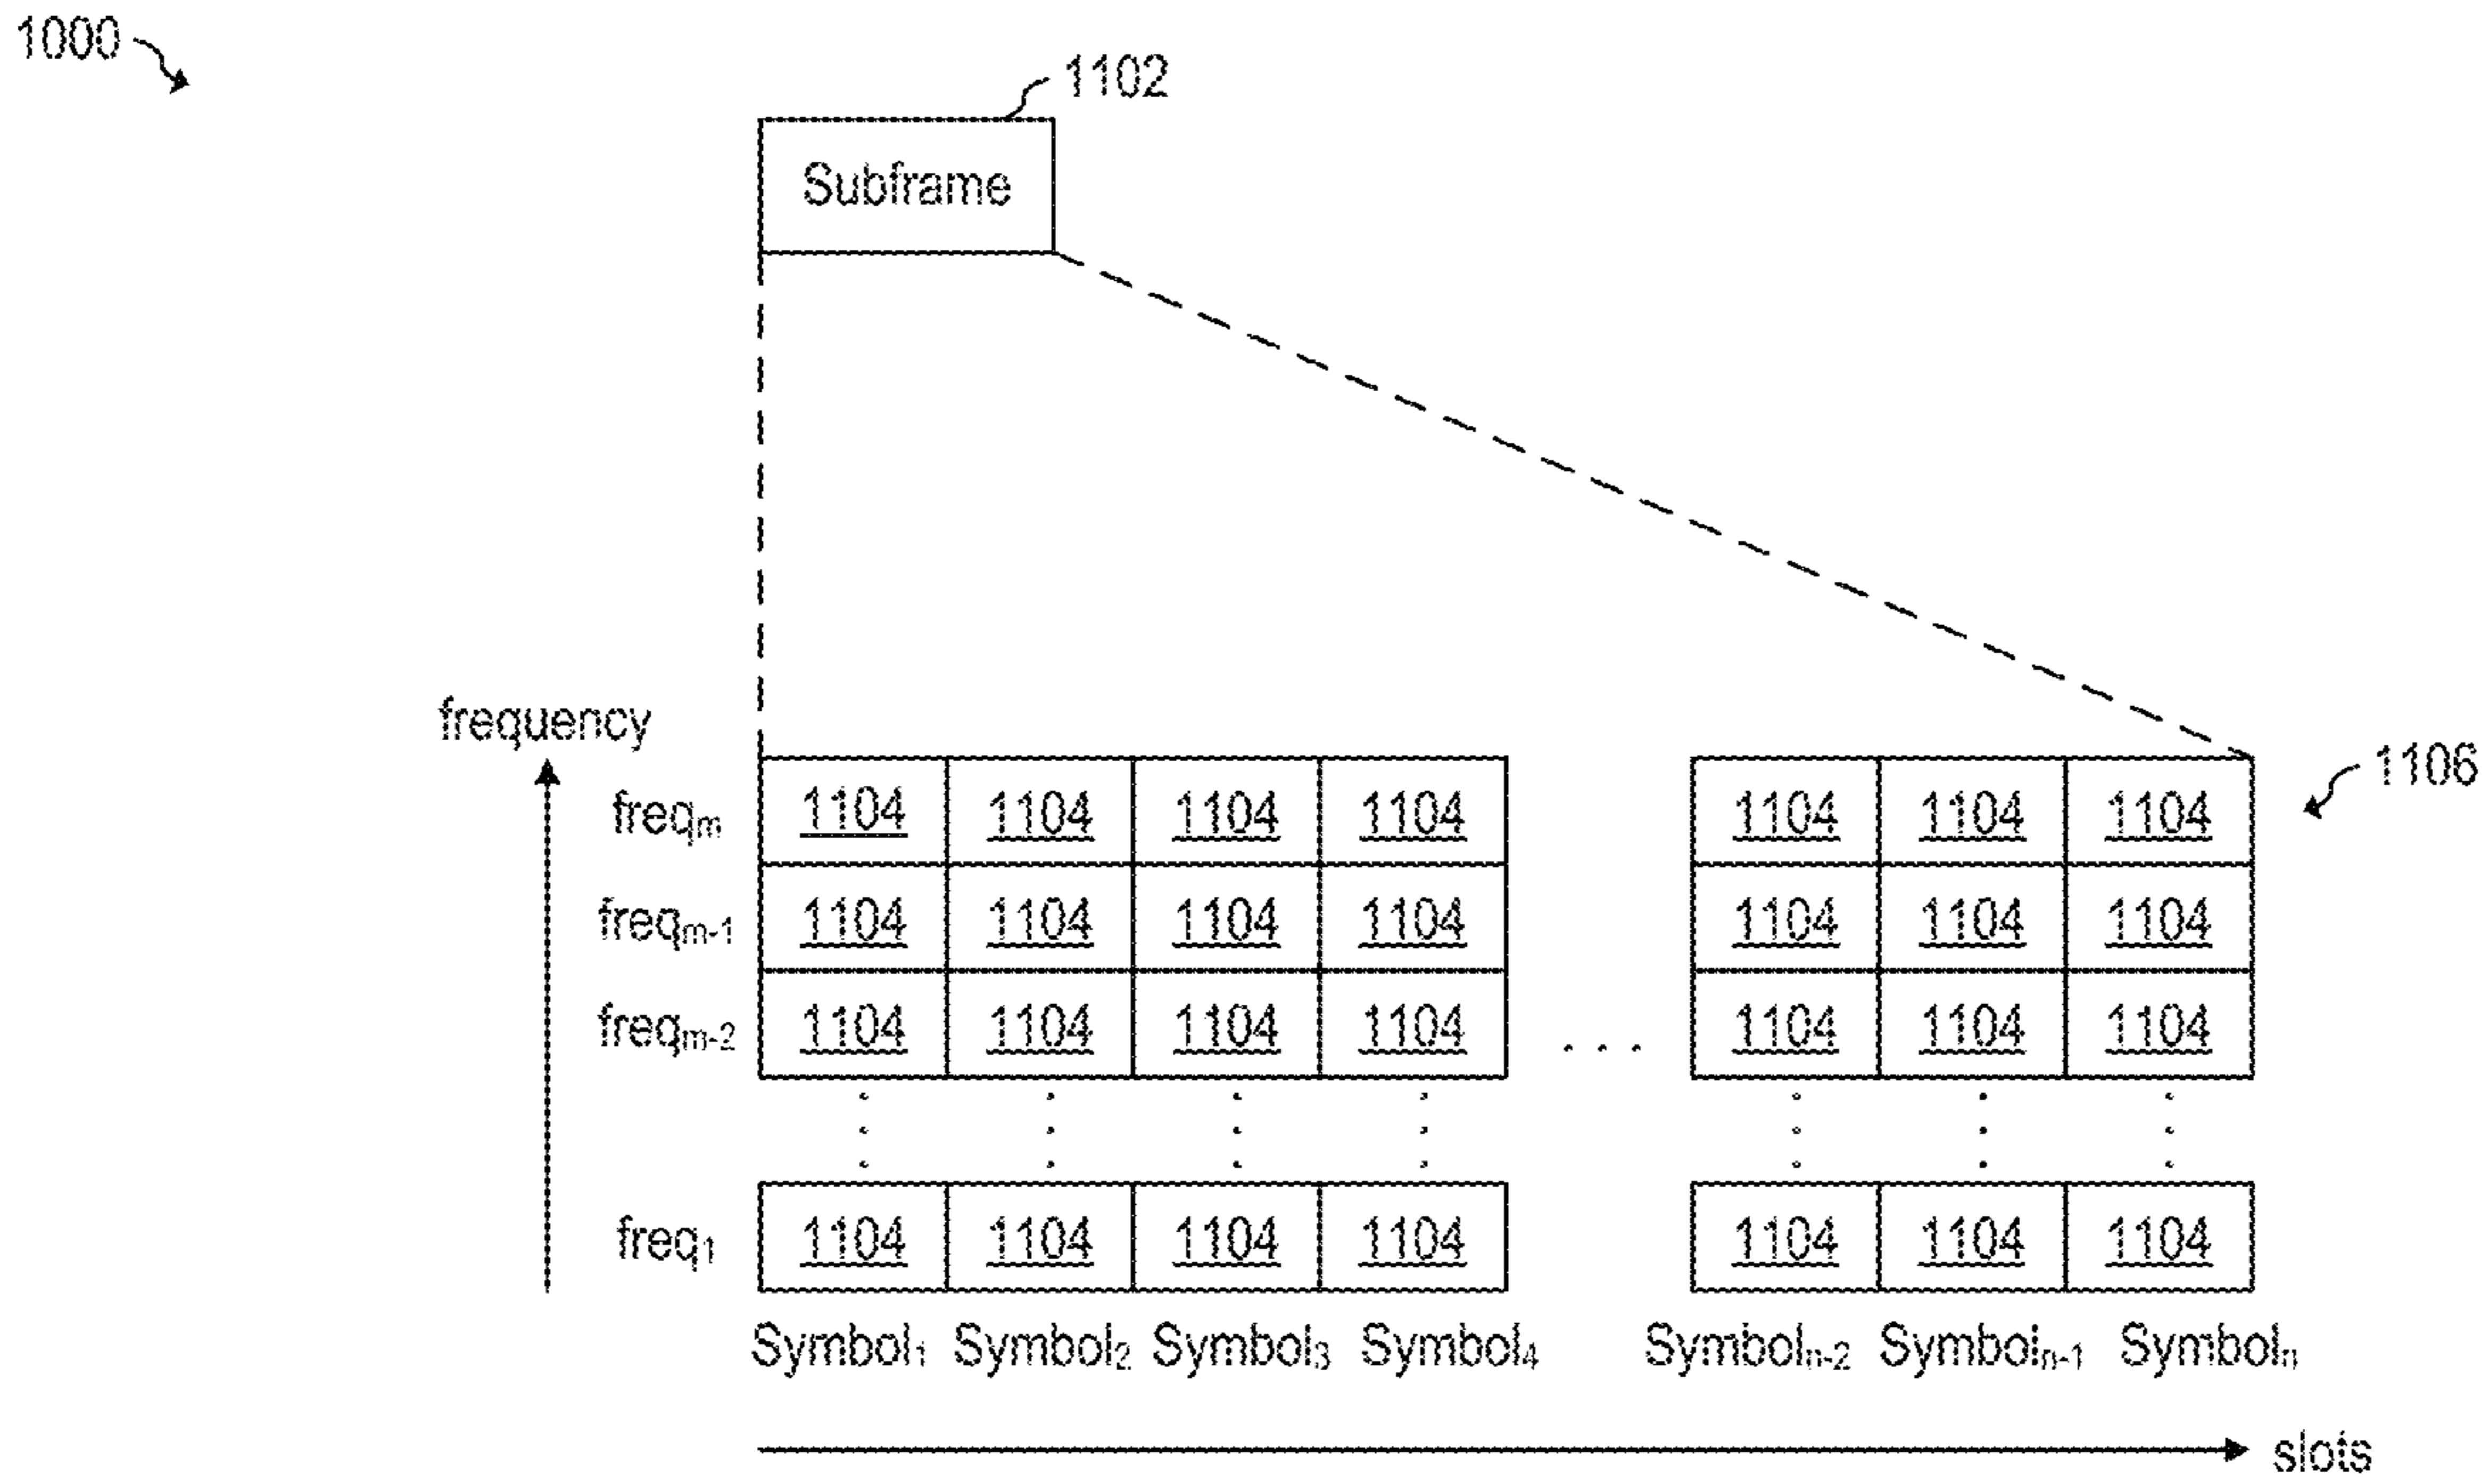 1000
1102
Subframe
frequency
1106
freqₘ 1104 1104 1104 1104 1104 1104 1104
freqₘ₋₁ 1104 1104 1104 1104 1104 1104 1104
freqₘ₋₂ 1104 1104 1104 1104 . . . 1104 1104 1104
freq₁ 1104 1104 1104 1104 1104 1104 1104
Symbol₁ Symbol₂ Symbol₃ Symbol₄ Symbolₙ₋₂ Symbolₙ₋₁ Symbolₙ
slots